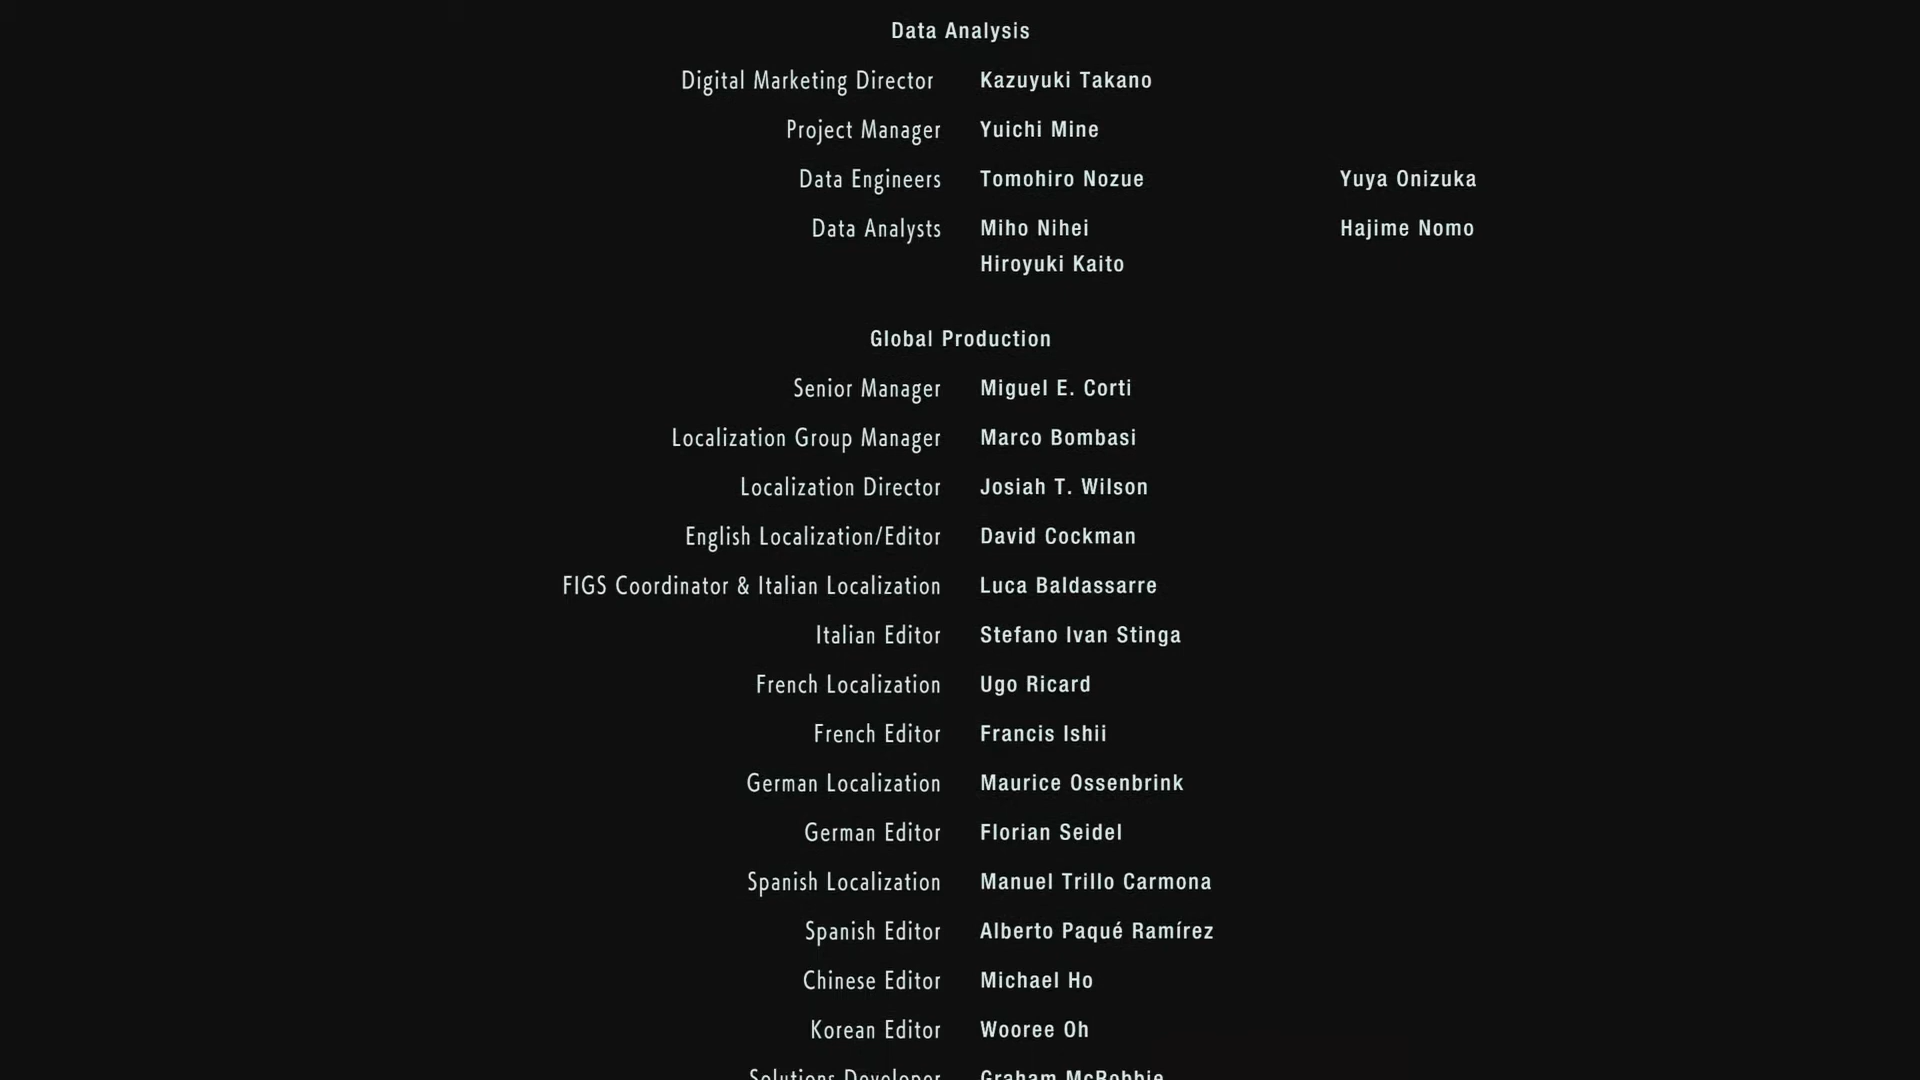 Data Analysis
Digital Marketing Director Kazuyuki Takano
Project Manager Yuichi Mine
Data Engineers Tomohiro Nozue Yuya Onizuka
Data Analysts Miho Nihei Hajime Nomo
Hiroyuki Kaito
Global Production
Senior Manager Miguel E. Corti
Localization Group Manager Marco Bombasi
Localization Director Josiah T. Wilson
English Localization/Editor David Cockman
FIGS Coordinator & Italian Localization Luca Baldassarre
Italian Editor Stefano Ivan Stinga
French Localization Ugo Ricard
French Editor Francis Ishii
German Localization Maurice Ossenbrink
German Editor Florian Seidel
Spanish Localization Manuel Trillo Carmona
Spanish Editor Alberto Paqué Ramírez
Chinese Editor Michael Ho
Korean Editor Wooree Oh
Solutions Developer Graham McRobbie